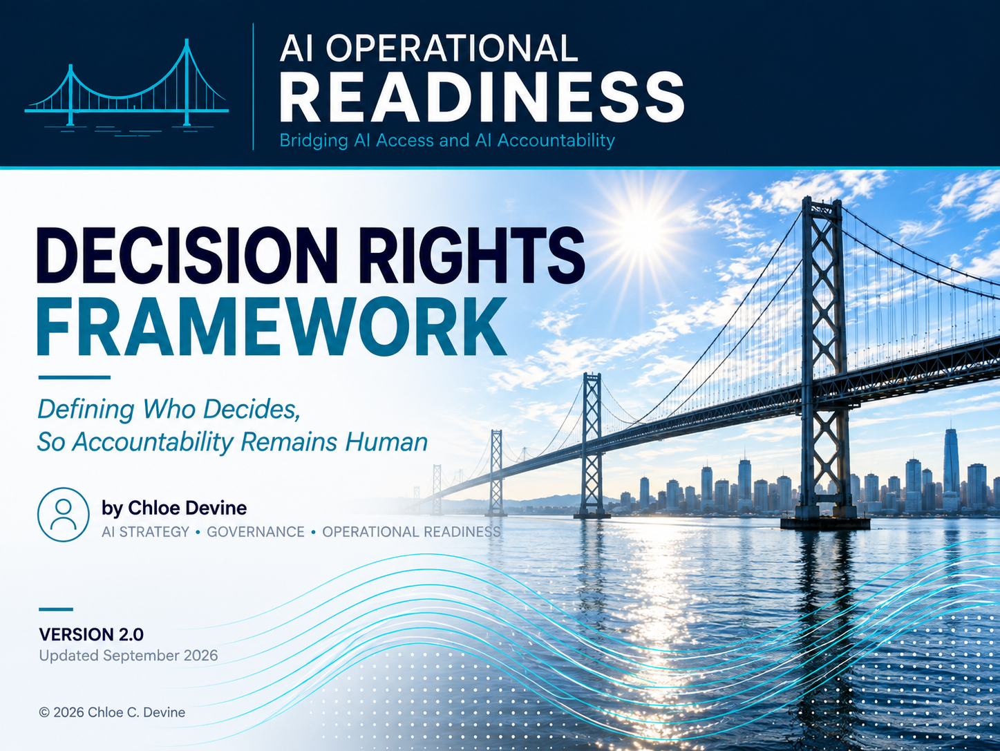 AI OPERATIONAL
READINESS
Bridging AI Access and AI Accountability
DECISION RIGHTS
FRAMEWORK
Defining Who Decides,
So Accountability Remains Human
by Chloe Devine
AI STRATEGY • GOVERNANCE • OPERATIONAL READINESS
VERSION 2.0
Updated September 2026
© 2026 Chloe C. Devine